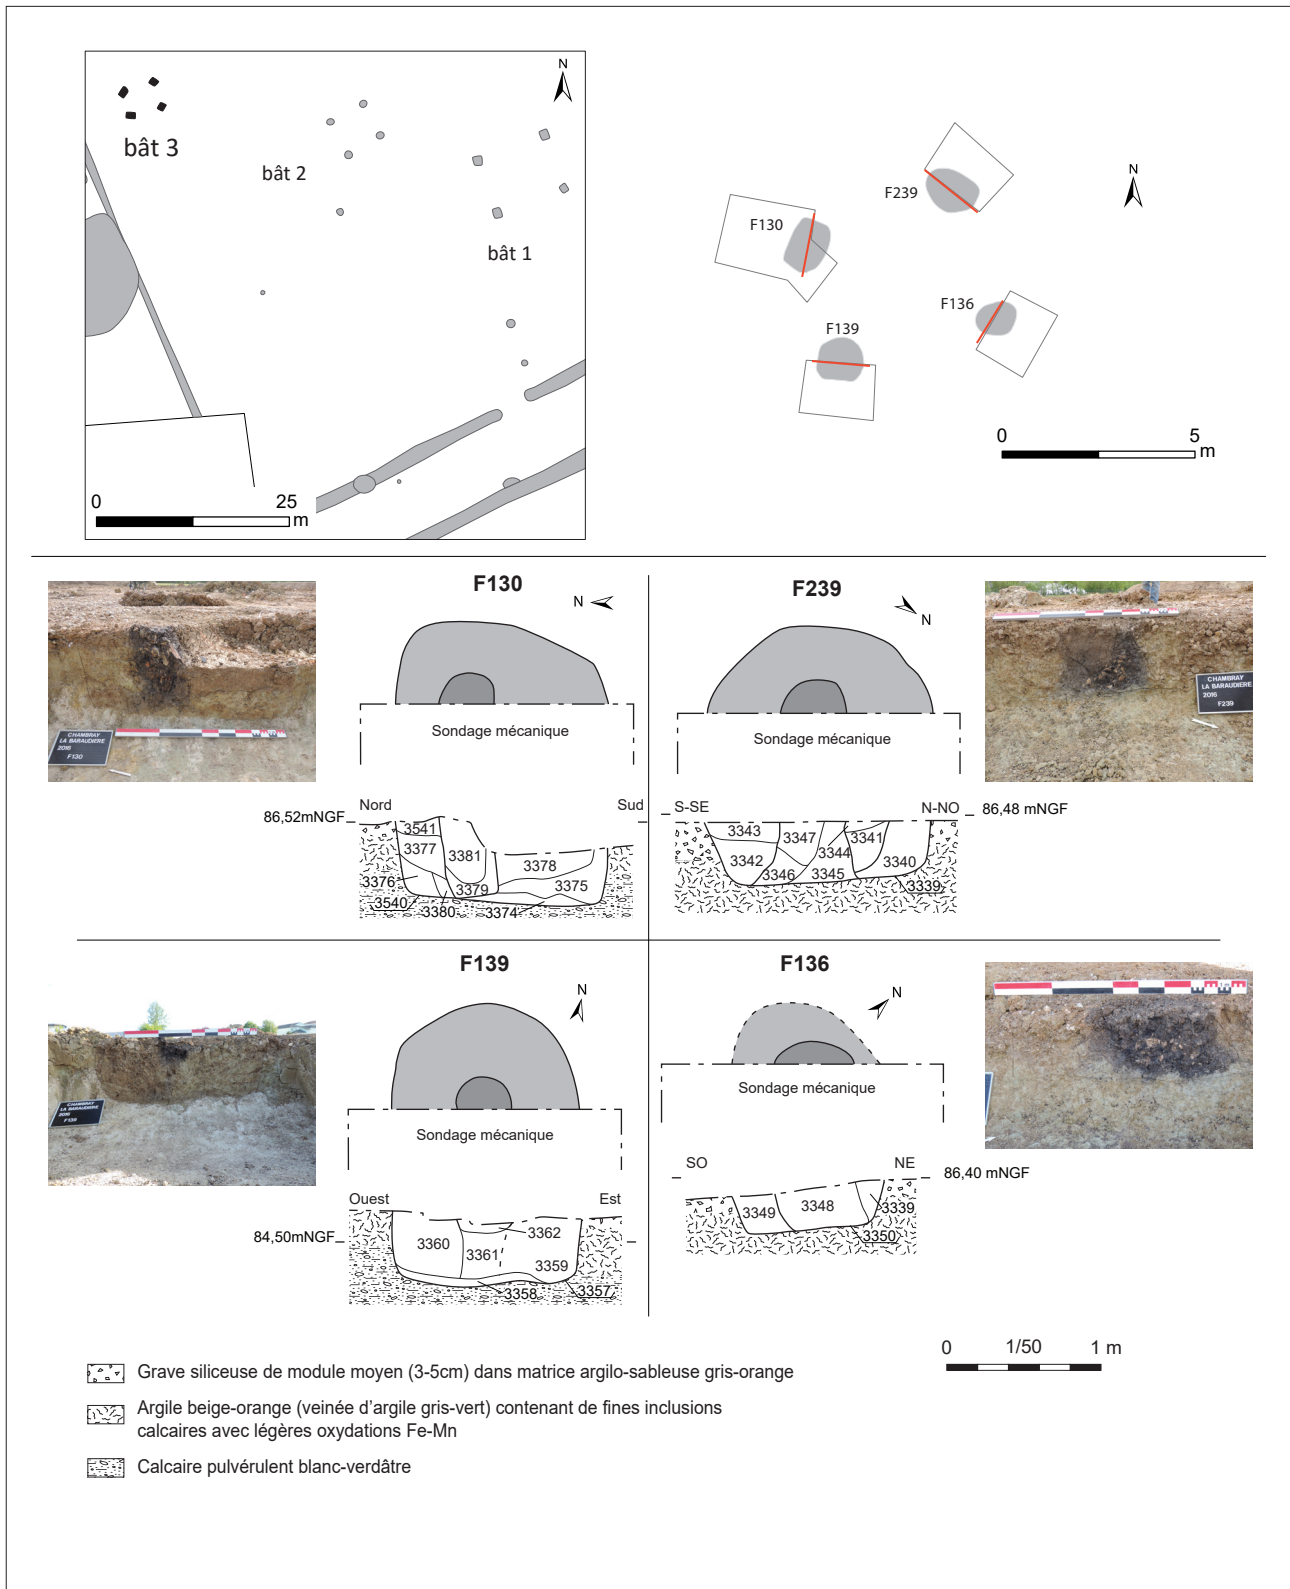 N
bât 3
bât 2
bât 1
0 25
m
N
F239
F130
F136
F139
0 5
m
F130
N
Sondage mécanique
Nord Sud
86,52mNGF
3541
3377
3381
3378
3376
3379
3375
3540
3380
3374
CHAMBRAY
LA BARAUDIERE
2016
F130
F239
N
Sondage mécanique
S-SE N-NO
86,48 mNGF
3343
3347
3341
3344
3342
3340
3346
3345
3339
CHAMBRAY
LA BARAUDIERE
2016
F239
F139
N
Sondage mécanique
Ouest Est
84,50mNGF
3362
3360
3361
3359
3358
3357
CHAMBRAY
LA BARAUDIERE
2016
F139
F136
N
Sondage mécanique
SO NE
86,40 mNGF
3349
3348
3339
3350
1 m
0 1/50 1 m
Grave siliceuse de module moyen (3-5cm) dans matrice argilo-sableuse gris-orange
Argile beige-orange (veinée d'argile gris-vert) contenant de fines inclusions
calcaires avec légères oxydations Fe-Mn
Calcaire pulvérulent blanc-verdâtre